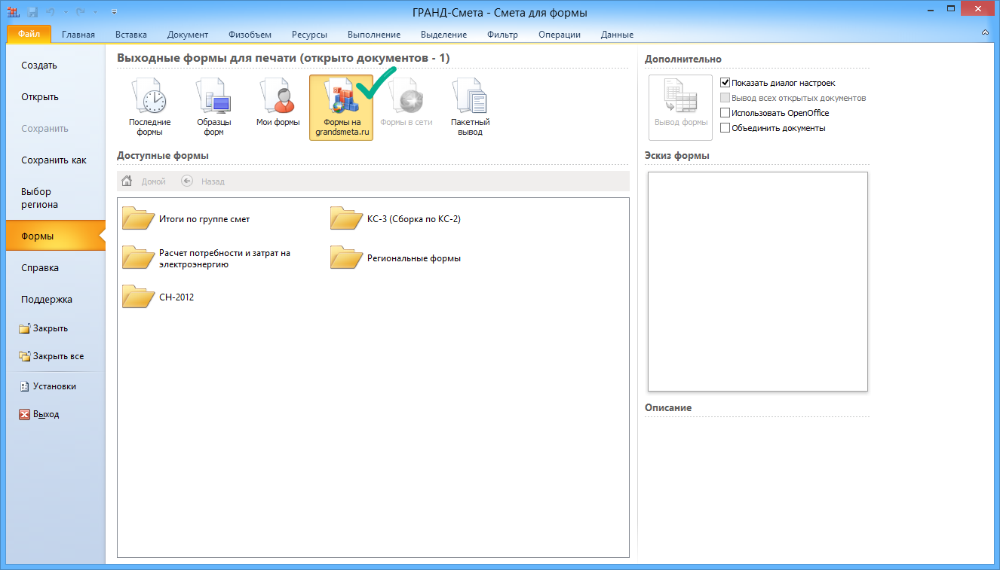 ГРАНД-Смета - Смета для формы
Файл
Главная
Вставка
Документ
Физобъем
Ресурсы
Выполнение
Выделение
Фильтр
Операции
Данные
Создать
Открыть
Сохранить
Сохранить как
Выбор
региона
Формы
Справка
Поддержка
Закрыть
Закрыть все
Установки
Выход
Выходные формы для печати (открыто документов - 1)
Последние
формы
Образцы
форм
Мои формы
Формы на
grandsmeta.ru
Формы в сети
Пакетный
вывод
Доступные формы
Домой
Назад
Итоги по группе смет
КС-3 (Сборка по КС-2)
Расчет потребности и затрат на
электроэнергию
Региональные формы
СН-2012
Дополнительно
Вывод формы
Показать диалог настроек
Вывод всех открытых документов
Использовать OpenOffice
Объединить документы
Эскиз формы
Описание